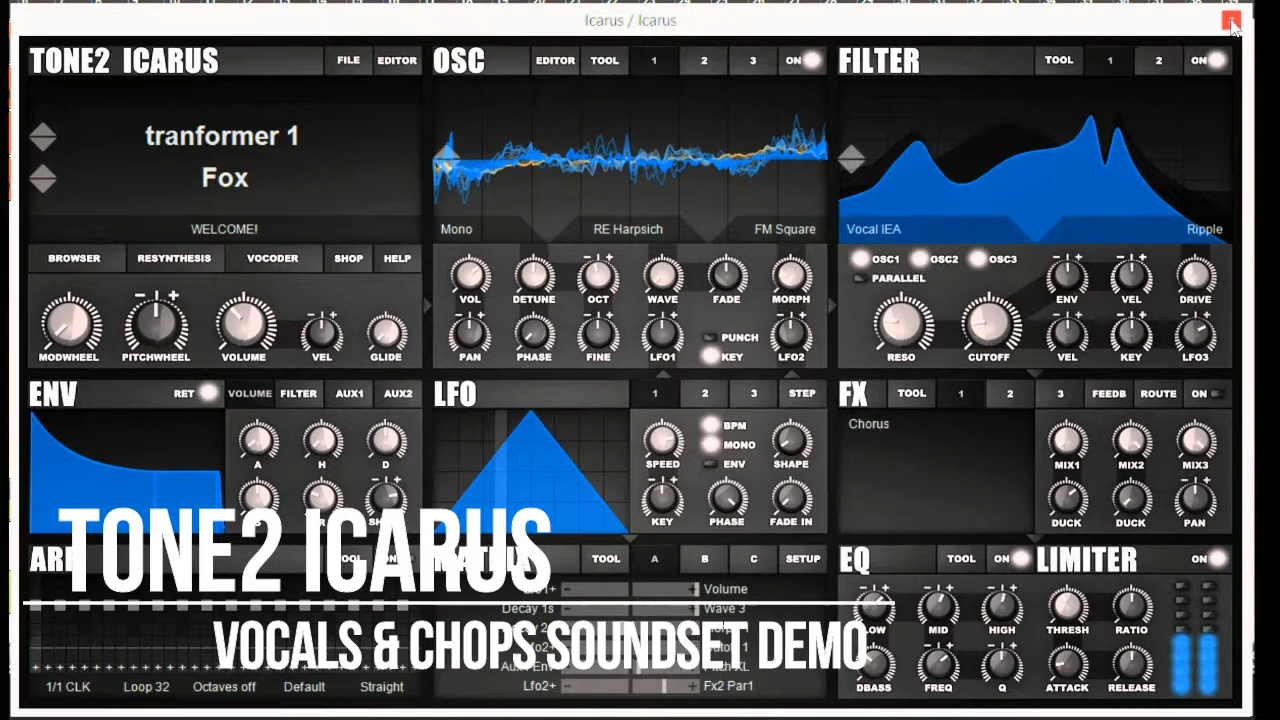 Icarus / Icarus
TONE2 ICARUS FILE EDITOR
tranformer 1
Fox
WELCOME!
BROWSER RESYNTHESIS VOCODER SHOP HELP
MODWHEEL PITCHWHEEL VOLUME VEL GLIDE
OSC EDITOR TOOL 1 2 3 ON
Mono RE Harpsich FM Square
VOL DETUNE OCT WAVE FADE MORPH
PUNCH
KEY
PAN PHASE FINE LFO1 LFO2
FILTER TOOL 1 2 ON
Vocal IEA Ripple
OSC1 OSC2 OSC3
PARALLEL
ENV VEL DRIVE
RESO CUTOFF VEL KEY LFO3
ENV RET VOLUME FILTER AUX1 AUX2
A H D
LFO 1 2 3 STEP
BPM
MONO
ENV
SPEED SHAPE
KEY PHASE FADE IN
FX TOOL 1 2 3 FEEDB ROUTE ON
Chorus
MIX1 MIX2 MIX3
DUCK DUCK PAN
TONE2 ICARUS
VOCALS & CHOPS SOUNDSET DEMO
1/1 CLK Loop 32 Octaves off Default Straight
TOOL A B C SETUP
Volume
Decay 1s Wave 3
Lfo2+ Fx2 Par1
EQ TOOL ON LIMITER ON
LOW MID HIGH THRESH RATIO
DBASS FREQ Q ATTACK RELEASE